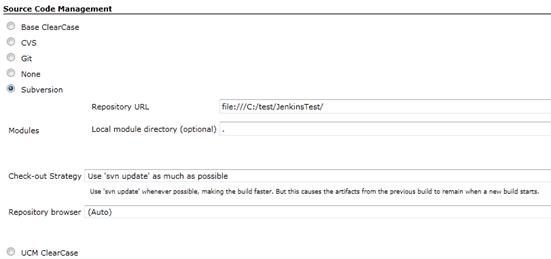 Source Code Management
Base ClearCase
CVS
Git
None
Subversion
Repository URL file:///C:/test/JenkinsTest/
Modules Local module directory (optional) .
Check-out Strategy Use 'svn update' as much as possible
Use 'svn update' whenever possible, making the build faster. But this causes the artifacts from the previous build to remain when a new build starts.
Repository browser (Auto)
UCM ClearCase